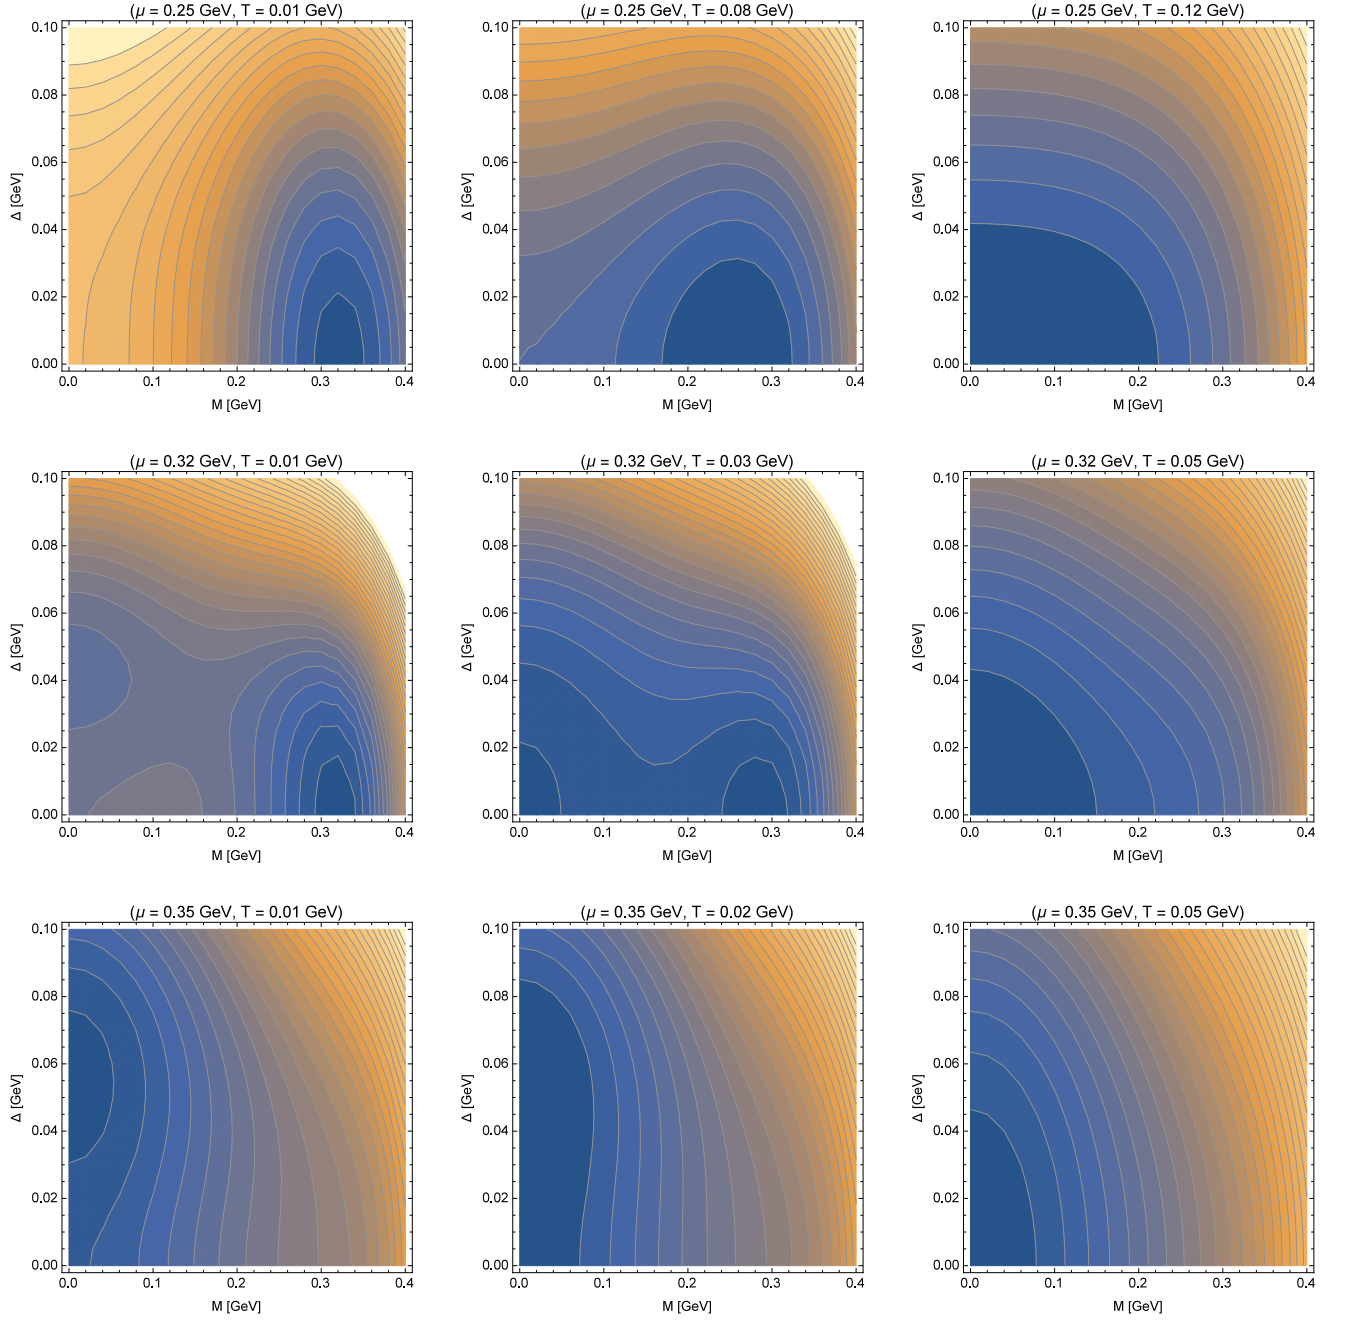 (μ = 0.25 GeV, T = 0.01 GeV)
0.10
0.08
0.06
0.04
0.02
0.00
Δ [GeV]
0.0 0.1 0.2 0.3 0.4
M [GeV]
(μ = 0.25 GeV, T = 0.08 GeV)
0.10
0.08
0.06
0.04
0.02
0.00
Δ [GeV]
0.0 0.1 0.2 0.3 0.4
M [GeV]
(μ = 0.25 GeV, T = 0.12 GeV)
0.10
0.08
0.06
0.04
0.02
0.00
Δ [GeV]
0.0 0.1 0.2 0.3 0.4
M [GeV]
(μ = 0.32 GeV, T = 0.01 GeV)
0.10
0.08
0.06
0.04
0.02
0.00
Δ [GeV]
0.0 0.1 0.2 0.3 0.4
M [GeV]
(μ = 0.32 GeV, T = 0.03 GeV)
0.10
0.08
0.06
0.04
0.02
0.00
Δ [GeV]
0.0 0.1 0.2 0.3 0.4
M [GeV]
(μ = 0.32 GeV, T = 0.05 GeV)
0.10
0.08
0.06
0.04
0.02
0.00
Δ [GeV]
0.0 0.1 0.2 0.3 0.4
M [GeV]
(μ = 0.35 GeV, T = 0.01 GeV)
0.10
0.08
0.06
0.04
0.02
0.00
Δ [GeV]
0.0 0.1 0.2 0.3 0.4
M [GeV]
(μ = 0.35 GeV, T = 0.02 GeV)
0.10
0.08
0.06
0.04
0.02
0.00
Δ [GeV]
0.0 0.1 0.2 0.3 0.4
M [GeV]
(μ = 0.35 GeV, T = 0.05 GeV)
0.10
0.08
0.06
0.04
0.02
0.00
Δ [GeV]
0.0 0.1 0.2 0.3 0.4
M [GeV]